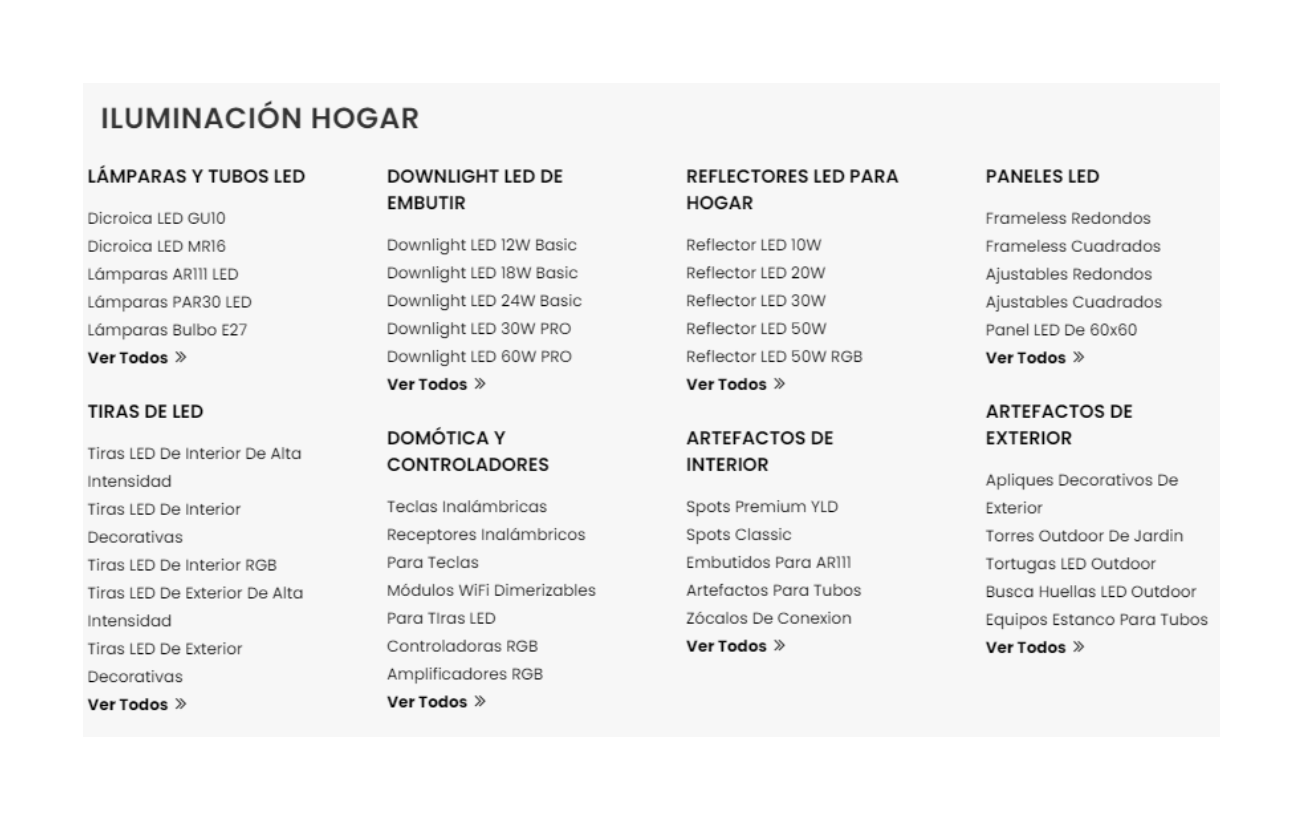 ILUMINACIÓN HOGAR
LÁMPARAS Y TUBOS LED
Dicroica LED GU10
Dicroica LED MR16
Lámparas AR111 LED
Lámparas PAR30 LED
Lámparas Bulbo E27
Ver Todos »
TIRAS DE LED
Tiras LED De Interior De Alta
Intensidad
Tiras LED De Interior
Decorativas
Tiras LED De Interior RGB
Tiras LED De Exterior De Alta
Intensidad
Tiras LED De Exterior
Decorativas
Ver Todos »
DOWNLIGHT LED DE
EMBUTIR
Downlight LED 12W Basic
Downlight LED 18W Basic
Downlight LED 24W Basic
Downlight LED 30W PRO
Downlight LED 60W PRO
Ver Todos »
DOMÓTICA Y
CONTROLADORES
Teclas Inalámbricas
Receptores Inalámbricos
Para Teclas
Módulos WiFi Dimerizables
Para TIras LED
Controladoras RGB
Amplificadores RGB
Ver Todos »
REFLECTORES LED PARA
HOGAR
Reflector LED 10W
Reflector LED 20W
Reflector LED 30W
Reflector LED 50W
Reflector LED 50W RGB
Ver Todos »
ARTEFACTOS DE
INTERIOR
Spots Premium YLD
Spots Classic
Embutidos Para AR111
Artefactos Para Tubos
Zócalos De Conexion
Ver Todos »
PANELES LED
Frameless Redondos
Frameless Cuadrados
Ajustables Redondos
Ajustables Cuadrados
Panel LED De 60x60
Ver Todos »
ARTEFACTOS DE
EXTERIOR
Apliques Decorativos De
Exterior
Torres Outdoor De Jardin
Tortugas LED Outdoor
Busca Huellas LED Outdoor
Equipos Estanco Para Tubos
Ver Todos »